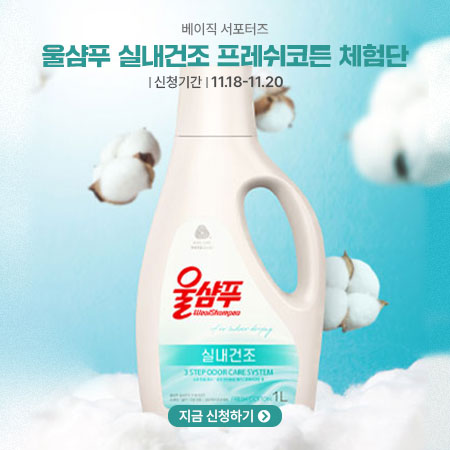 베이직 서포터즈
울샴푸 실내건조 프레쉬코튼 체험단
| 신청기간 | 11.18-11.20
울샴푸
WoolShampoo
for indoor drying
실내건조
3 STEP ODOR CARE SYSTEM
1L
지금 신청하기